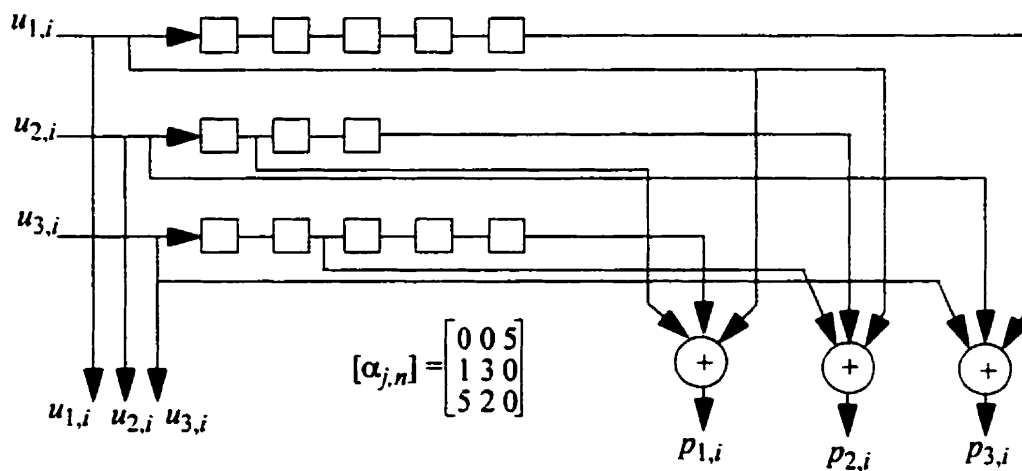 u1,i
u2,i
u3,i
+ + +
[αj,n] = [0 0 5
1 3 0
5 2 0]
u1,i u2,i u3,i
p1,i p2,i p3,i